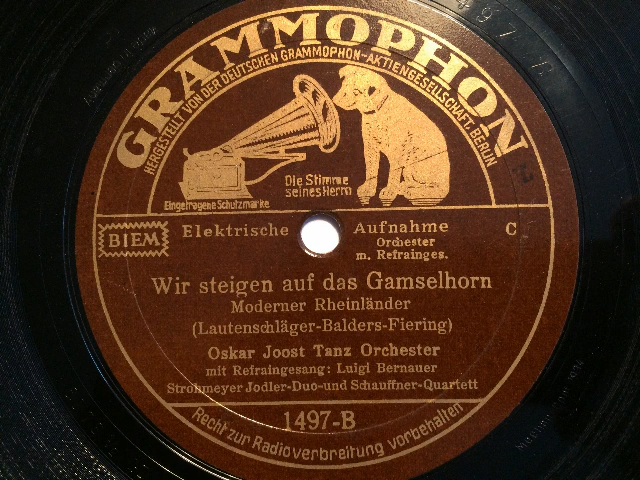 GRAMMOPHON
HERGESTELLT VON DER DEUTSCHEN GRAMMOPHON-AKTIENGESELLSCHAFT, BERLIN
Die Stimme
seines Herrn
Eingetragene Schutzmarke
BIEM Elektrische Aufnahme C
Orchester
m. Refrainges.
Wir steigen auf das Gamselhorn
Moderner Rheinländer
(Lautenschläger-Balders-Fiering)
Oskar Joost Tanz Orchester
mit Refraingesang: Luigi Bernauer
Strohmeyer Jodler-Duo-und Schauffner-Quartett
1497-B
Recht zur Radioverbreitung vorbehalten